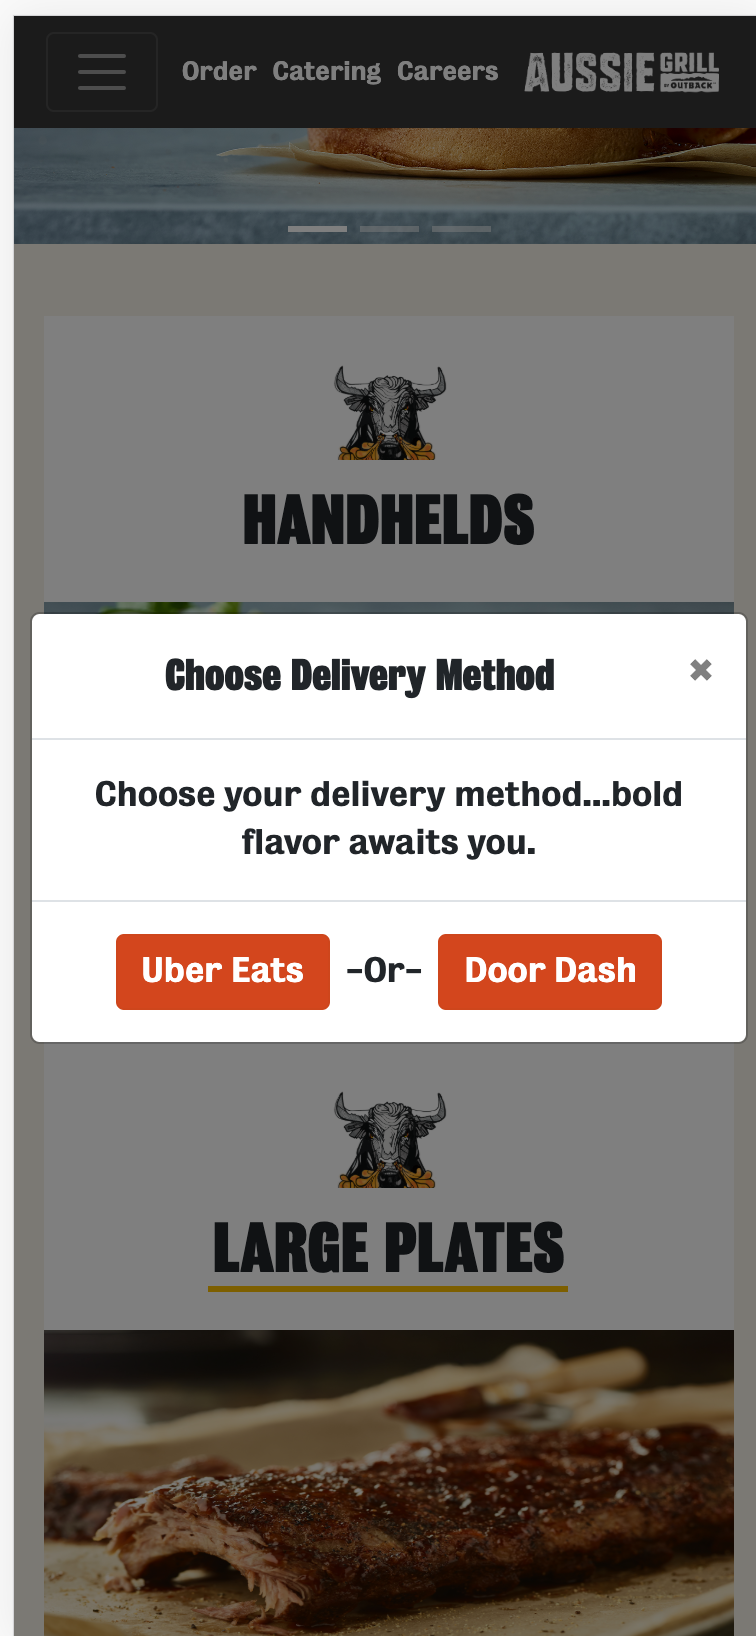 Order Catering Careers AUSSIE GRILL BY OUTBACK
HANDHELDS
Choose Delivery Method ×
Choose your delivery method...bold
flavor awaits you.
Uber Eats -Or- Door Dash
LARGE PLATES